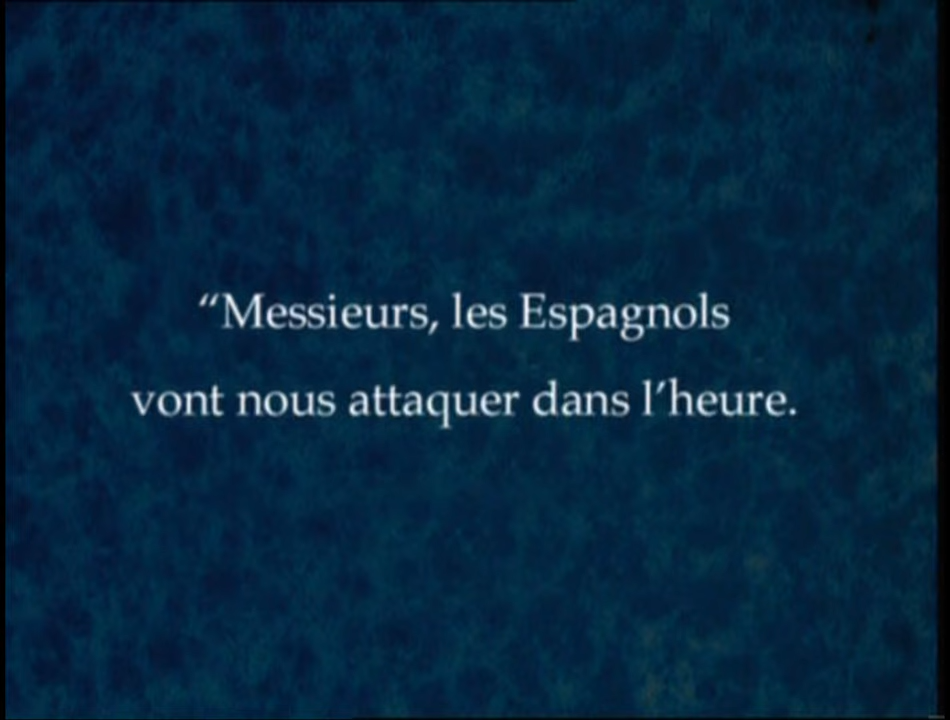 “Messieurs, les Espagnols
vont nous attaquer dans l’heure.